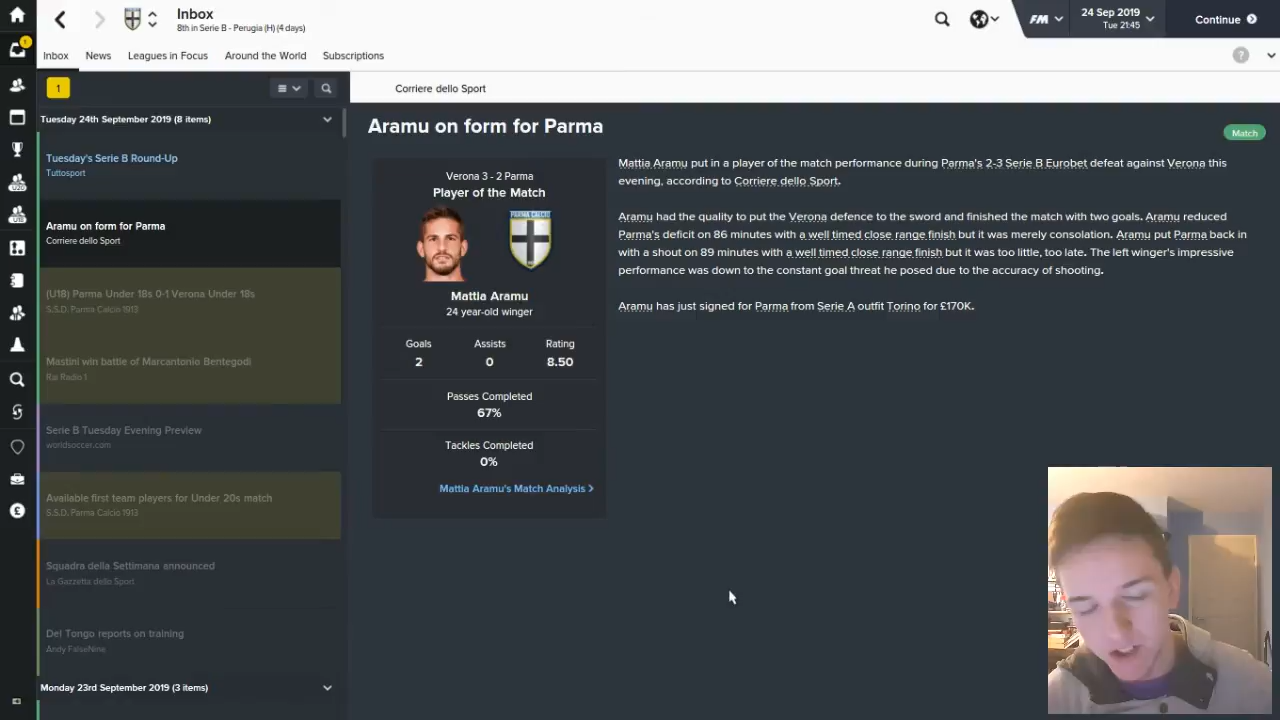 Inbox
8th in Serie B - Perugia (H) (4 days)
FM
24 Sep 2019
Tue 21:45
Continue
1
Inbox
News
Leagues in Focus
Around the World
Subscriptions
?
1
Corriere dello Sport
Tuesday 24th September 2019 (8 items)
Tuesday's Serie B Round-Up
Tuttosport
Aramu on form for Parma
Corriere dello Sport
(U18) Parma Under 18s 0-1 Verona Under 18s
S.S.D. Parma Calcio 1913
Mastini win battle of Marcantonio Bentegodi
Rai Radio 1
Serie B Tuesday Evening Preview
worldsoccer.com
Available first team players for Under 20s match
S.S.D. Parma Calcio 1913
Squadra della Settimana announced
La Gazzetta dello Sport
Del Tongo reports on training
Andy FalseNine
Monday 23rd September 2019 (3 items)
Aramu on form for Parma
Match
Verona 3 - 2 Parma
Player of the Match
PARMA CALCIO
Mattia Aramu
24 year-old winger
Goals Assists Rating
2 0 8.50
Passes Completed
67%
Tackles Completed
0%
Mattia Aramu's Match Analysis >
Mattia Aramu put in a player of the match performance during Parma's 2-3 Serie B Eurobet defeat against Verona this
evening, according to Corriere dello Sport.
Aramu had the quality to put the Verona defence to the sword and finished the match with two goals. Aramu reduced
Parma's deficit on 86 minutes with a well timed close range finish but it was merely consolation. Aramu put Parma back in
with a shout on 89 minutes with a well timed close range finish but it was too little, too late. The left winger's impressive
performance was down to the constant goal threat he posed due to the accuracy of shooting.
Aramu has just signed for Parma from Serie A outfit Torino for £170K.